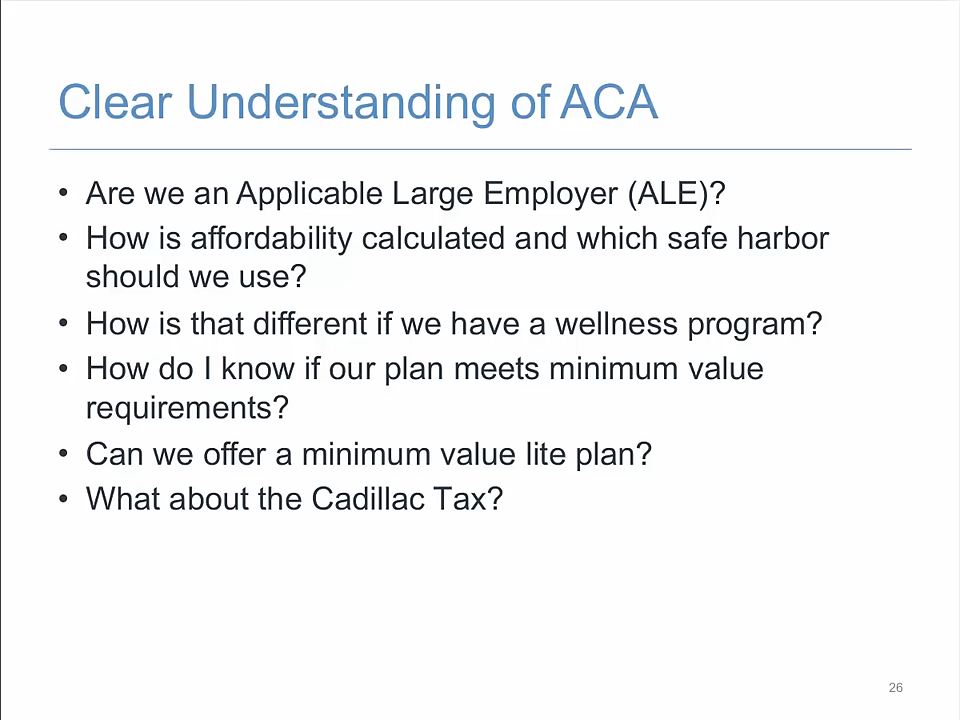 Clear Understanding of ACA
• Are we an Applicable Large Employer (ALE)?
• How is affordability calculated and which safe harbor
should we use?
• How is that different if we have a wellness program?
• How do I know if our plan meets minimum value
requirements?
• Can we offer a minimum value lite plan?
• What about the Cadillac Tax?
26